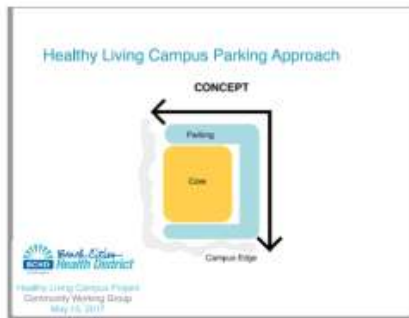 Healthy Living Campus Parking Approach
CONCEPT
Parking
Core
Campus Edge
BCHD
Beach Cities
Health District
Healthy Living Campus Project
Community Working Group
May 15, 2017